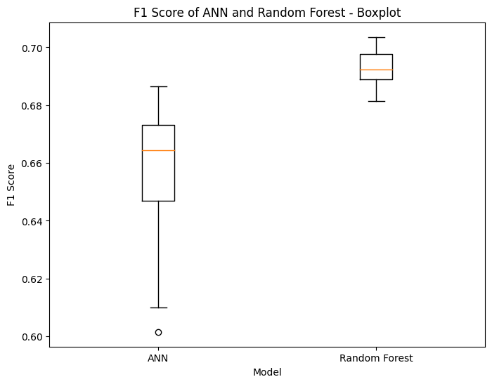 F1 Score of ANN and Random Forest - Boxplot
F1 Score
0.70
0.68
0.66
0.64
0.62
0.60
ANN
Random Forest
Model